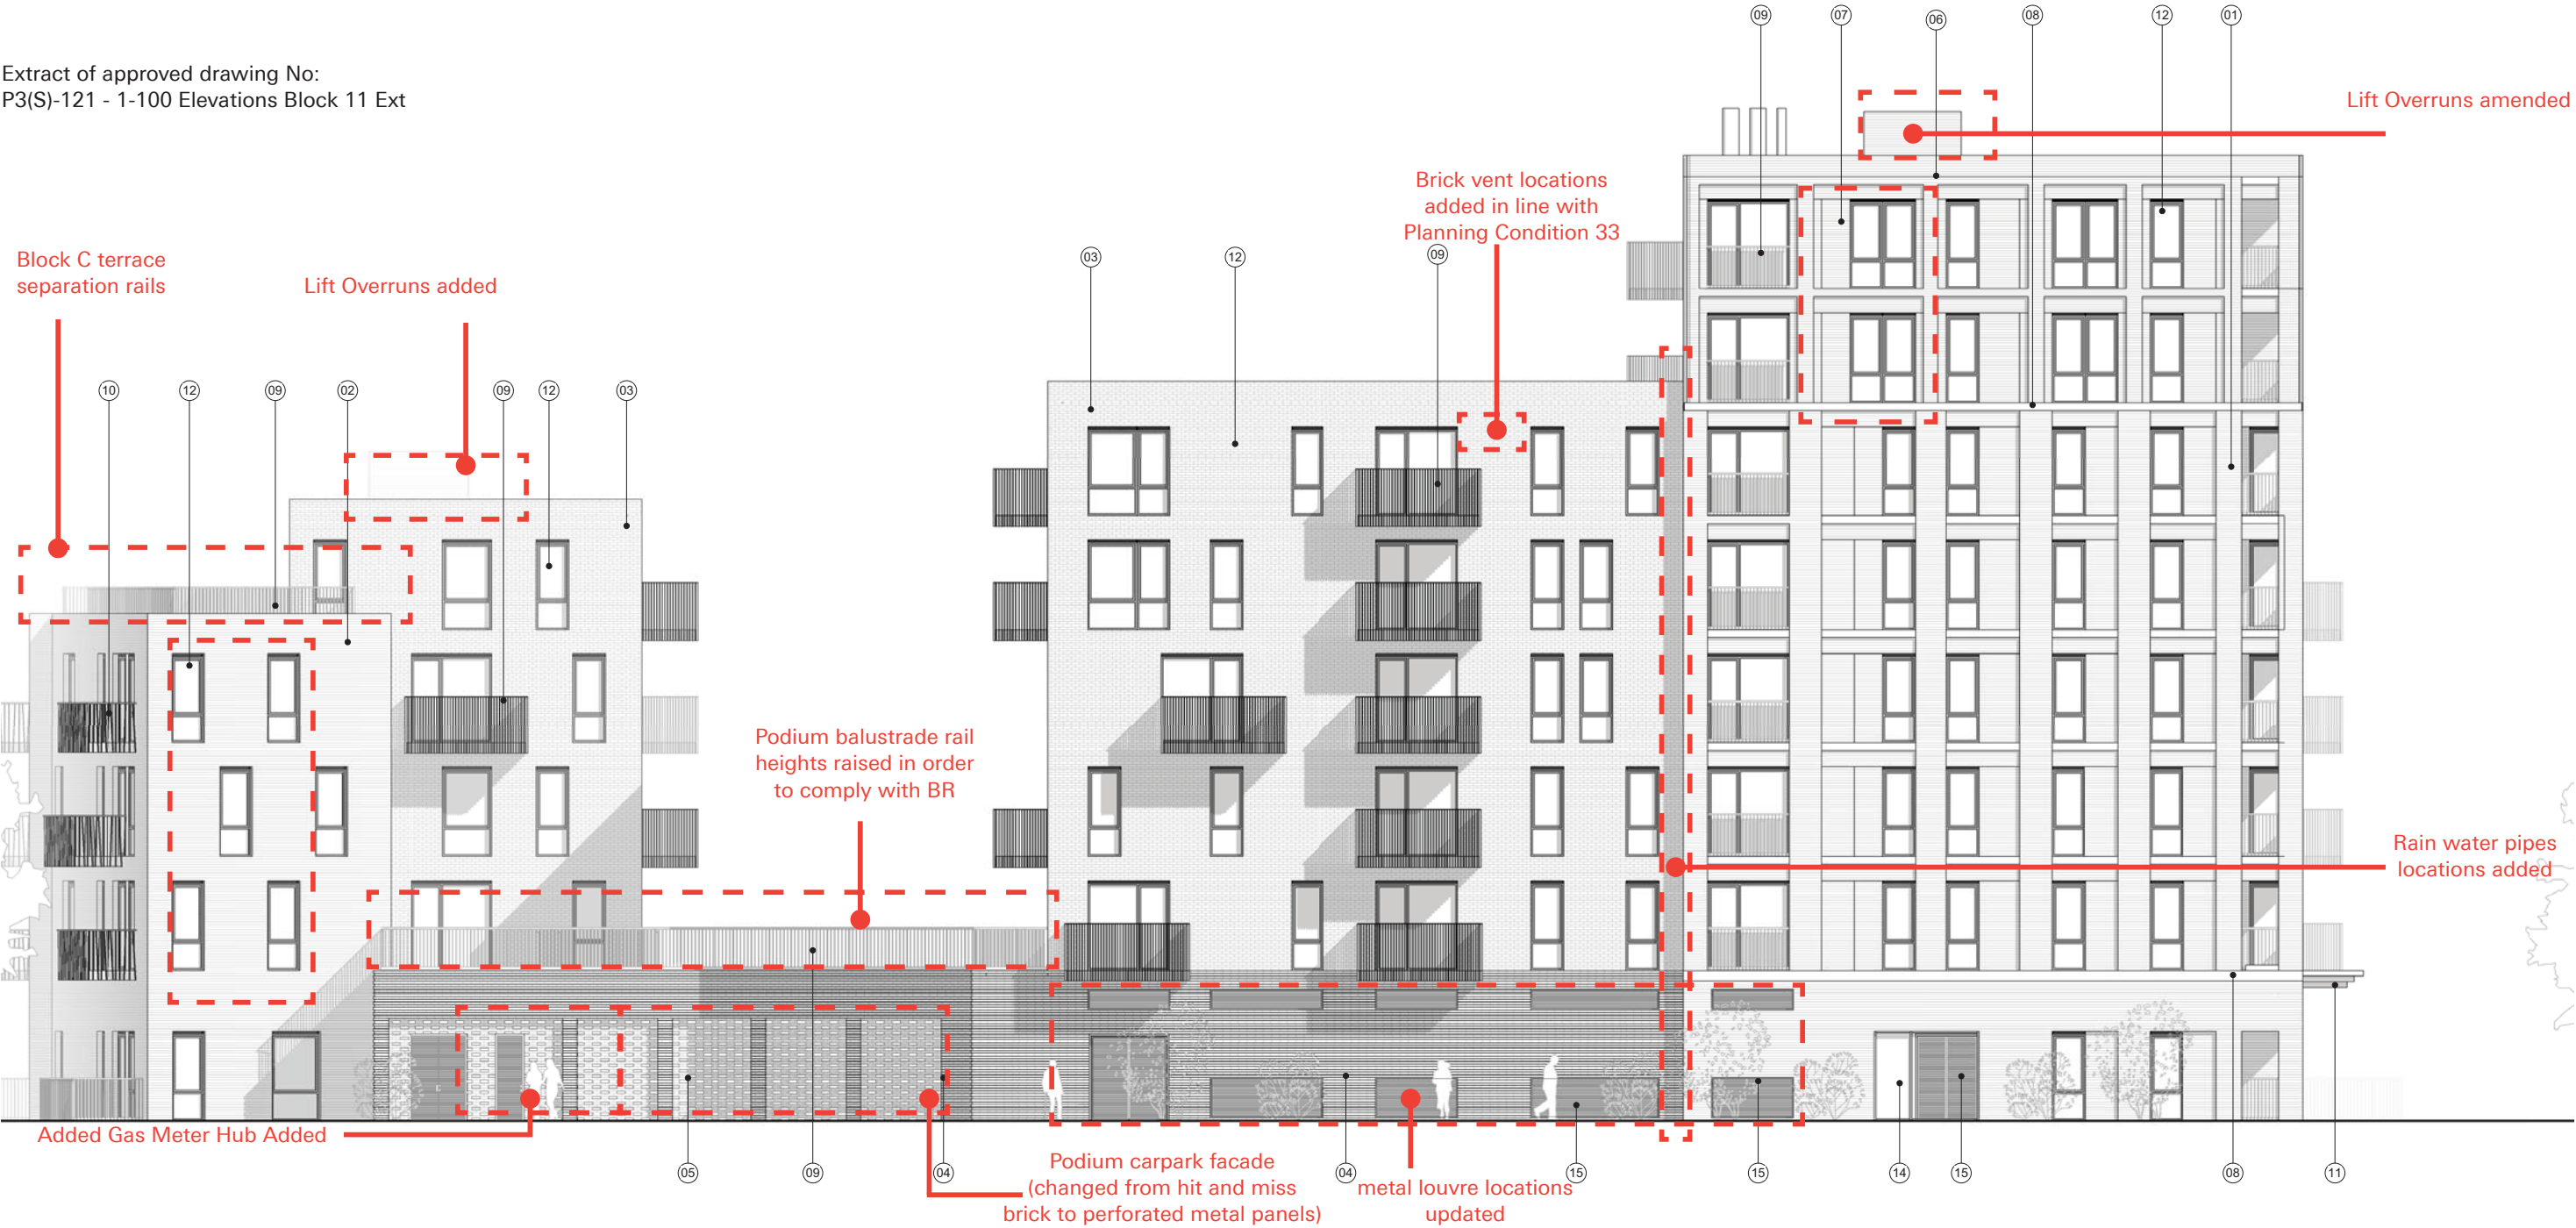 09 07 06 08 12 01
Extract of approved drawing No:
P3(S)-121 - 1-100 Elevations Block 11 Ext
Lift Overruns amended
Brick vent locations
added in line with
Planning Condition 33
03 12 09
Block C terrace
separation rails
Lift Overruns added
10 12 09 02 09 12 03
Podium balustrade rail
heights raised in order
to comply with BR
Rain water pipes
locations added
Added Gas Meter Hub Added
05 09 04 04 15 15 14 15 08 11
Podium carpark facade
(changed from hit and miss
brick to perforated metal panels)
metal louvre locations
updated